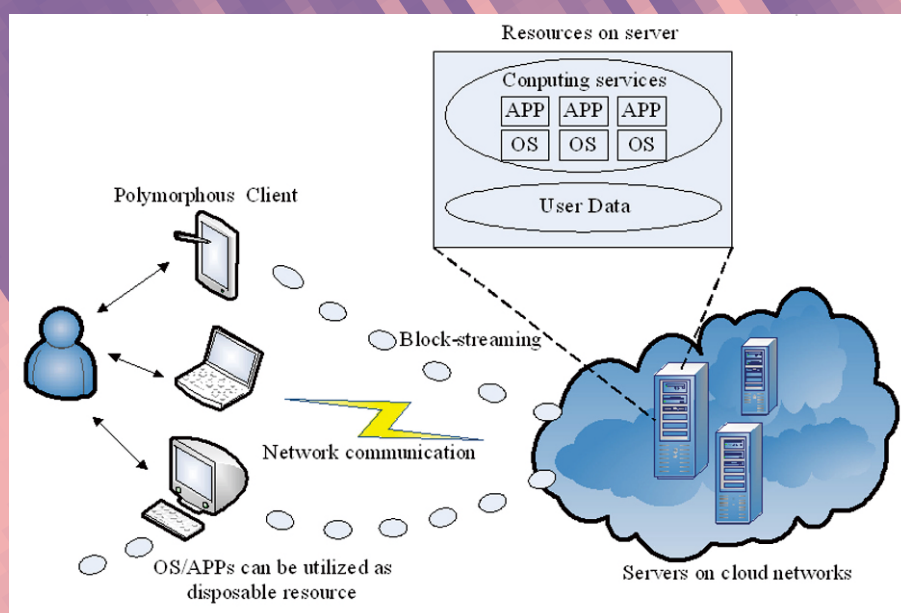 Resources on server
Conputing services
APP APP APP
OS OS OS
User Data
Polymorphous Client
Block-streaming
Network communication
OS/APPs can be utilized as
disposable resource
Servers on cloud networks